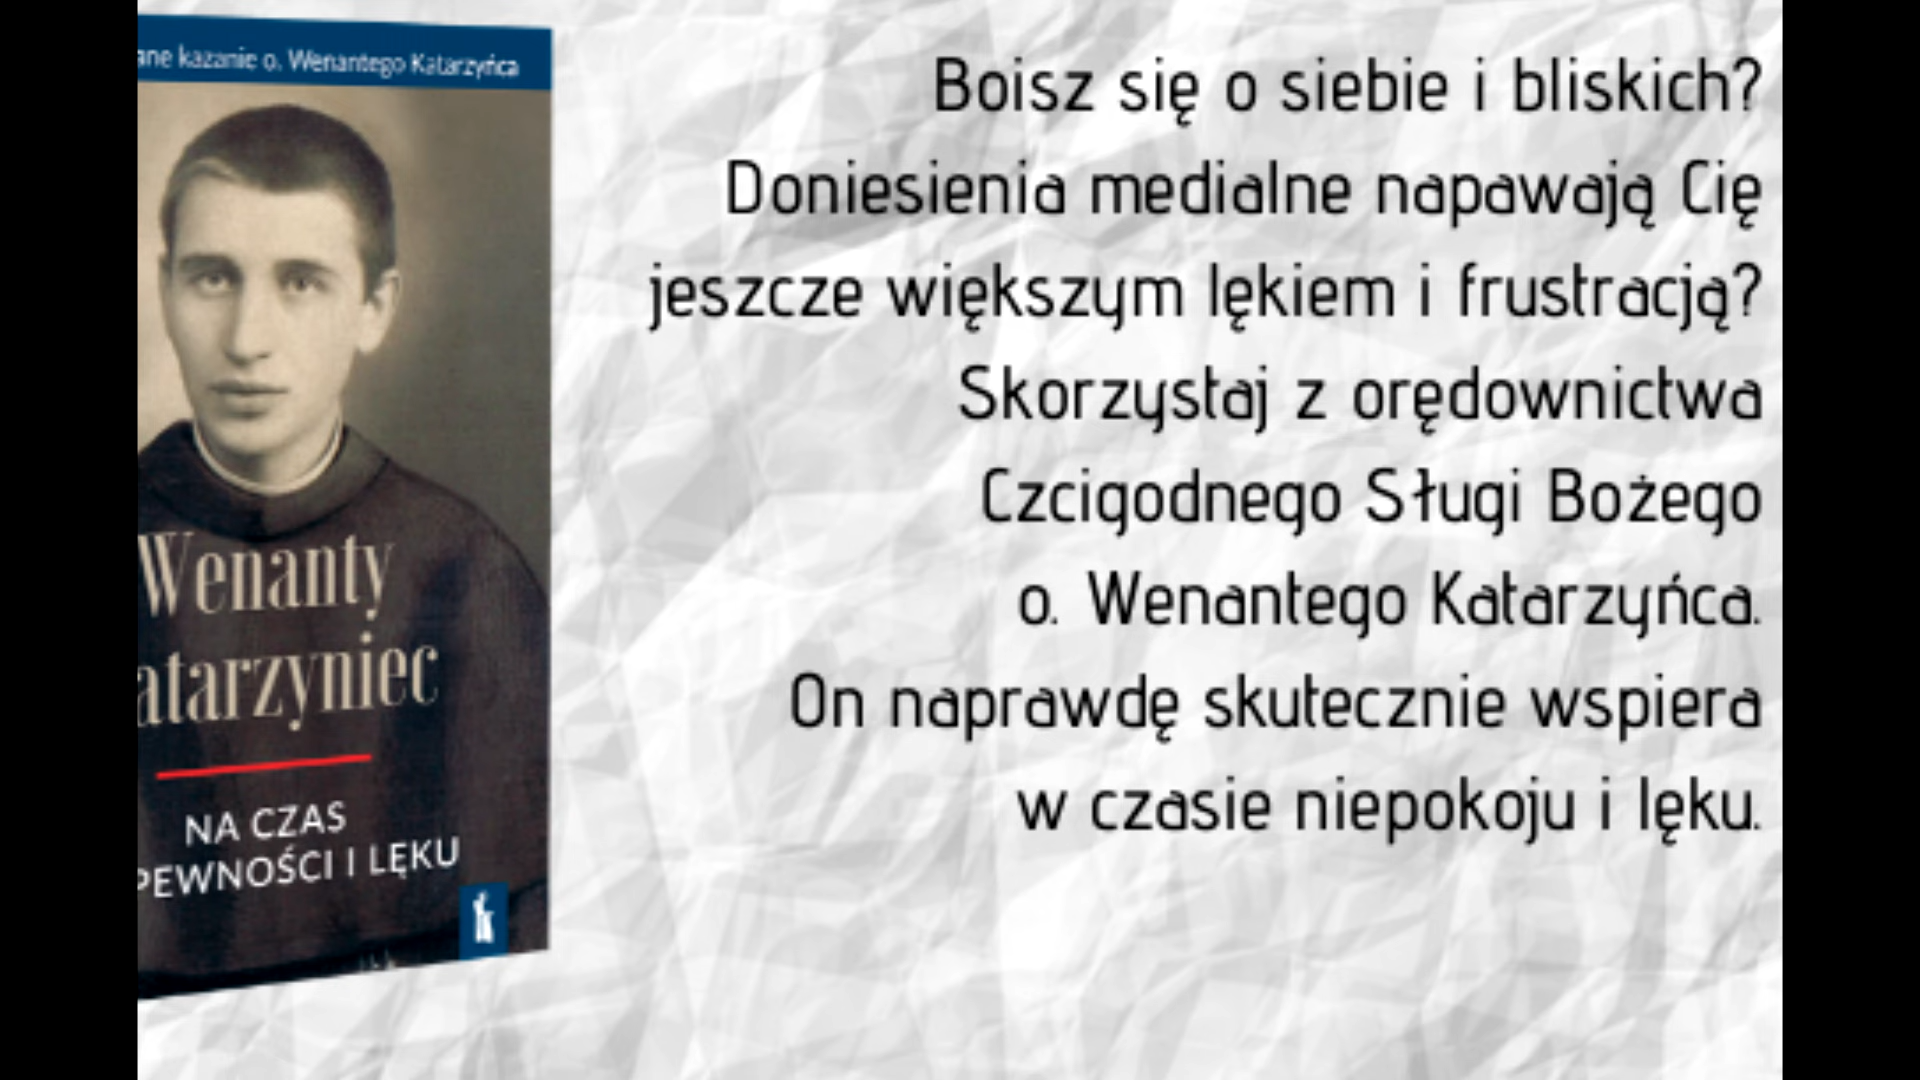 kazanie o. Wenantego Katarzyńca
Wenanty
atarzyniec
NA CZAS
PEWNOŚCI I LĘKU
Boisz się o siebie i bliskich?
Doniesienia medialne napawają Cię
jeszcze większym lękiem i frustracją?
Skorzystaj z orędownictwa
Czcigodnego Sługi Bożego
o. Wenantego Katarzyńca.
On naprawdę skutecznie wspiera
w czasie niepokoju i lęku.